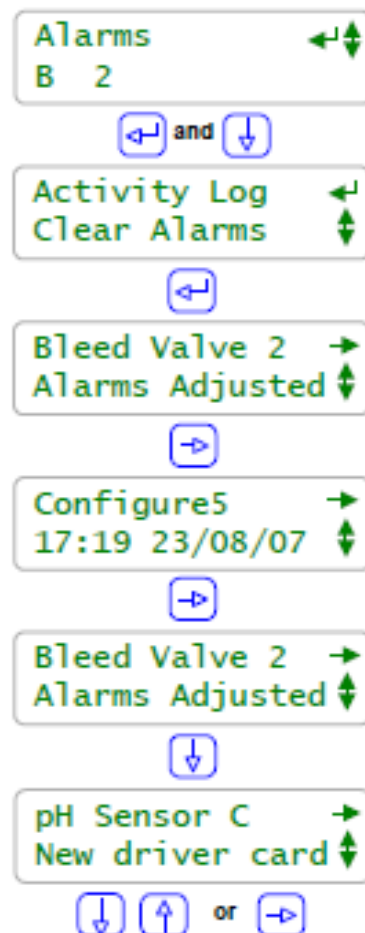 Alarms
B 2
and
Activity Log
Clear Alarms
Bleed Valve 2
Alarms Adjusted
Configure5
17:19 23/08/07
Bleed Valve 2
Alarms Adjusted
pH Sensor C
New driver card
or